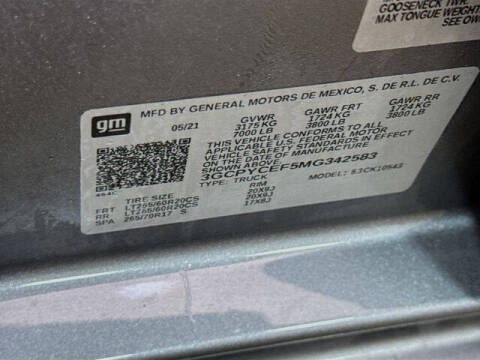 GOOSENECK TWR
MAX TONGUE WEIGHT
SEE OW
gm
MFD BY GENERAL MOTORS DE MEXICO, S. DE R.L. DE C.V.
05/21 GVWR GAWR FRT GAWR RR
3175 KG 1724 KG 1724 KG
7000 LB 3800 LB 3800 LB
THIS VEHICLE CONFORMS TO ALL
APPLICABLE U.S. FEDERAL MOTOR
VEHICLE SAFETY STANDARDS IN EFFECT
ON THE DATE OF MANUFACTURE SHOWN ABOVE.
3GCPYCEF5MG342583
TYPE: TRUCK MODEL:
TIRE SIZE RIM
FRT LT265/60R20CS 20X9J
RR LT265/60R20CS 20X9J
SPA 265/70R17 S 17X8J